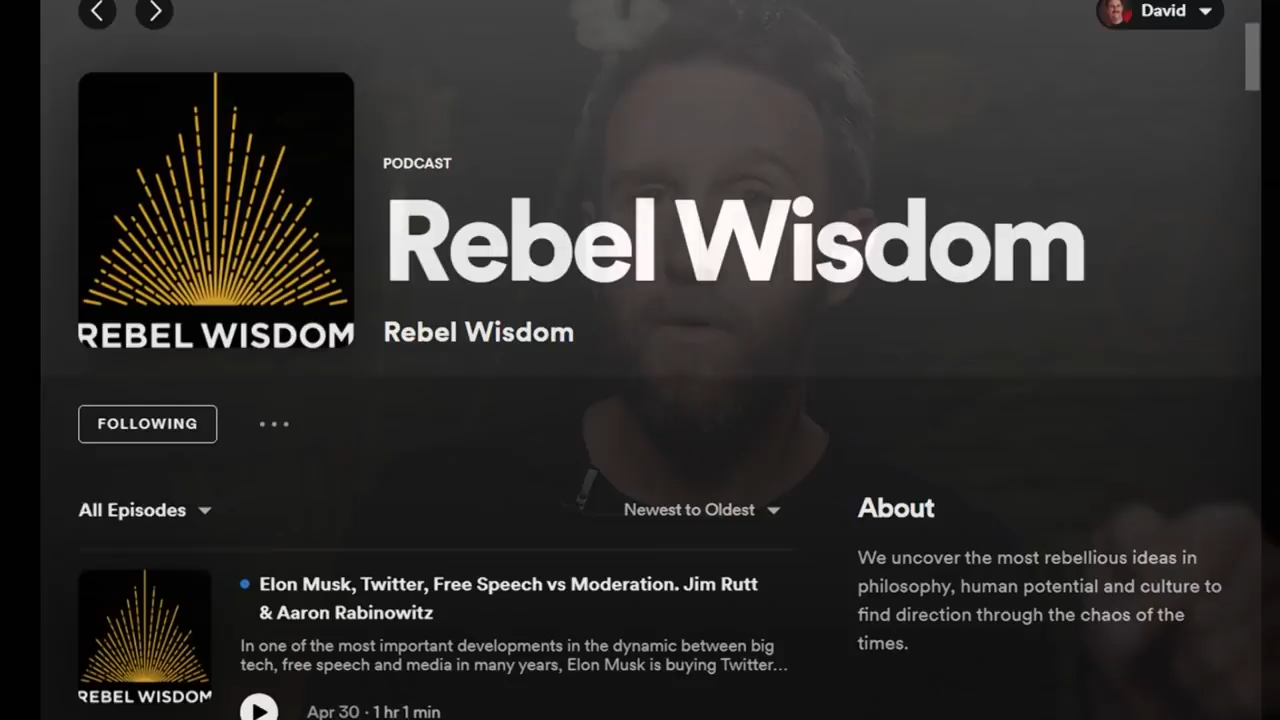 David
REBEL WISDOM
PODCAST
Rebel Wisdom
Rebel Wisdom
FOLLOWING
All Episodes
Newest to Oldest
About
We uncover the most rebellious ideas in
philosophy, human potential and culture to
find direction through the chaos of the
times.
REBEL WISDOM
Elon Musk, Twitter, Free Speech vs Moderation. Jim Rutt
& Aaron Rabinowitz
In one of the most important developments in the dynamic between big
tech, free speech and media in many years, Elon Musk is buying Twitter...
Apr 30 · 1 hr 1 min